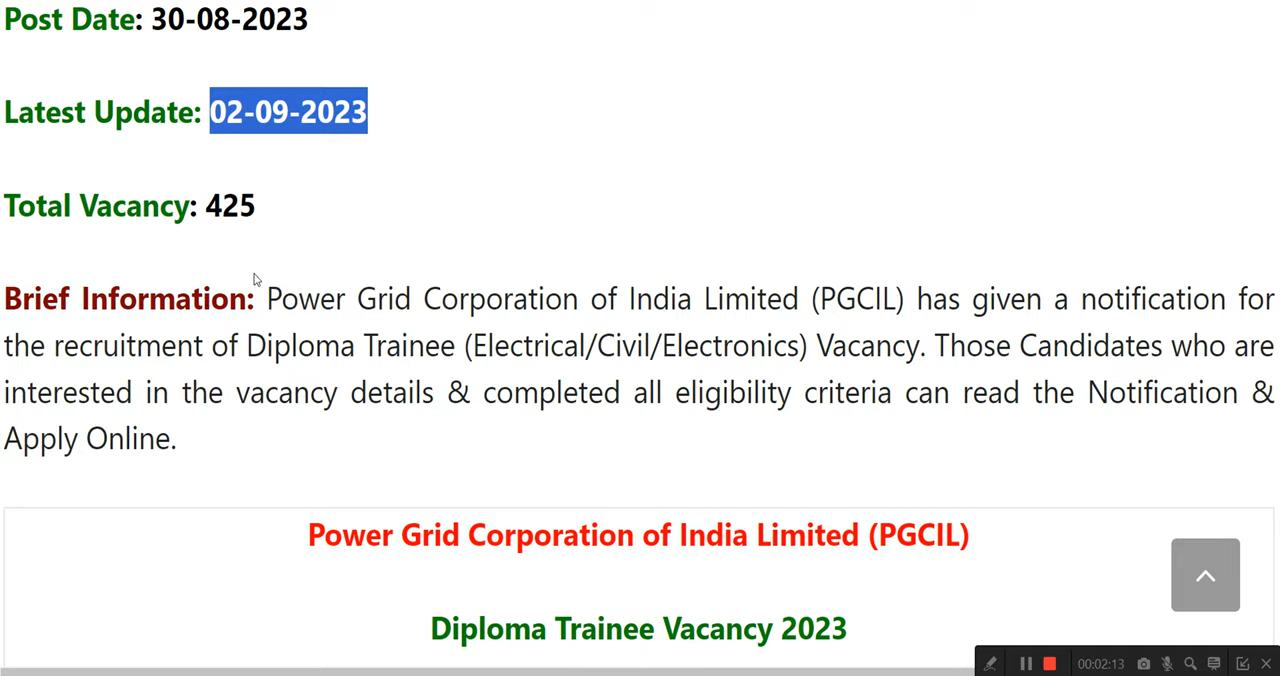 Post Date: 30-08-2023
Latest Update: 02-09-2023
Total Vacancy: 425
Brief Information: Power Grid Corporation of India Limited (PGCIL) has given a notification for
the recruitment of Diploma Trainee (Electrical/Civil/Electronics) Vacancy. Those Candidates who are
interested in the vacancy details & completed all eligibility criteria can read the Notification &
Apply Online.
Power Grid Corporation of India Limited (PGCIL)
Diploma Trainee Vacancy 2023
00:02:13